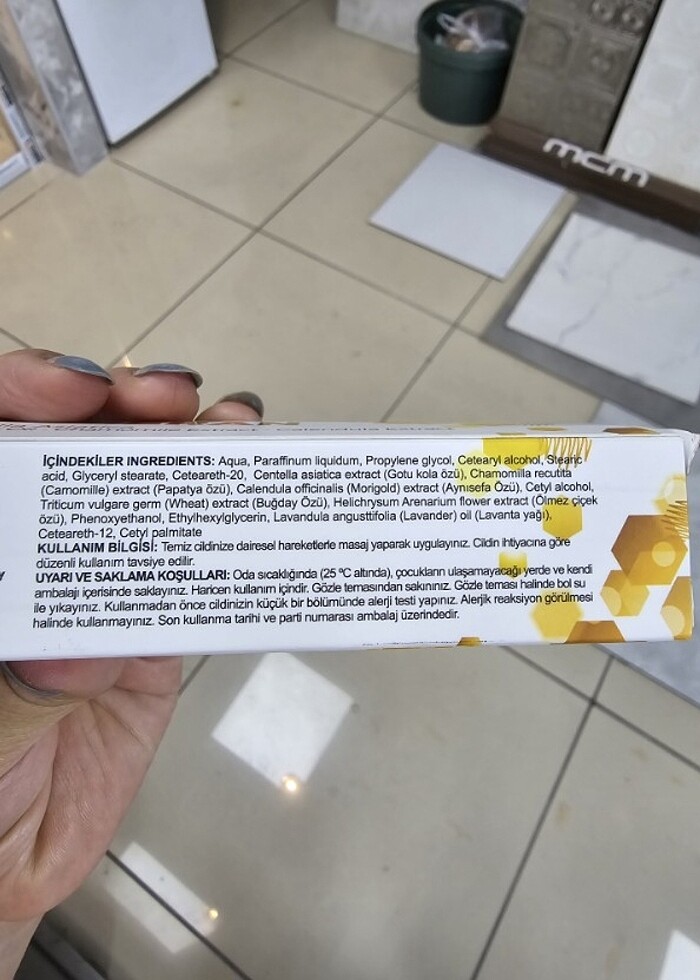 mcm
İÇİNDEKİLER INGREDIENTS: Aqua, Paraffinum liquidum, Propylene glycol, Cetearyl alcohol, Stearic
acid, Glyceryl stearate, Ceteareth-20, Centella asiatica extract (Gotu kola özü), Chamomilla recutita
(Camomille) extract (Papatya özü), Calendula officinalis (Morigold) extract (Aynısefa Özü), Cetyl alcohol,
Triticum vulgare germ (Wheat) extract (Buğday Özü), Helichrysum Arenarium flower extract (Ölmez çiçek
özü), Phenoxyethanol, Ethylhexylglycerin, Lavandula angusttifolia (Lavander) oil (Lavanta yağı),
Ceteareth-12, Cetyl palmitate
KULLANIM BİLGİSİ: Temiz cildinize dairesel hareketlerle masaj yaparak uygulayınız. Cildin ihtiyacına göre
düzenli kullanım tavsiye edilir.
UYARI VE SAKLAMA KOŞULLARI: Oda sıcaklığında (25 ºC altında), çocukların ulaşamayacağı yerde ve kendi
ambalajı içerisinde saklayınız. Haricen kullanım içindir. Gözle temasından sakınınız. Gözle teması halinde bol su
ile yıkayınız. Kullanmadan önce cildinizin küçük bir bölümünde alerji testi yapınız. Alerjik reaksiyon görülmesi
halinde kullanmayınız. Son kullanma tarihi ve parti numarası ambalaj üzerindedir.